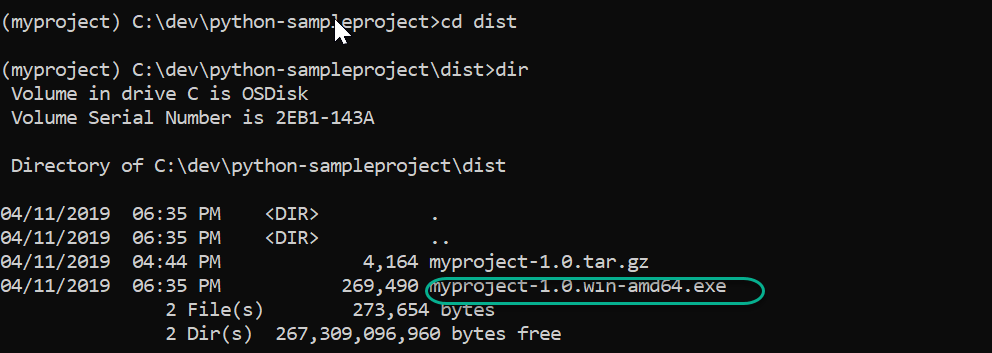 (myproject) C:\dev\python-sampleproject>cd dist
(myproject) C:\dev\python-sampleproject\dist>dir
Volume in drive C is OSDisk
Volume Serial Number is 2EB1-143A
Directory of C:\dev\python-sampleproject\dist
04/11/2019  06:35 PM    <DIR>          .
04/11/2019  06:35 PM    <DIR>          ..
04/11/2019  04:44 PM             4,164 myproject-1.0.tar.gz
04/11/2019  06:35 PM           269,490 myproject-1.0.win-amd64.exe
2 File(s)        273,654 bytes
2 Dir(s)  267,309,096,960 bytes free